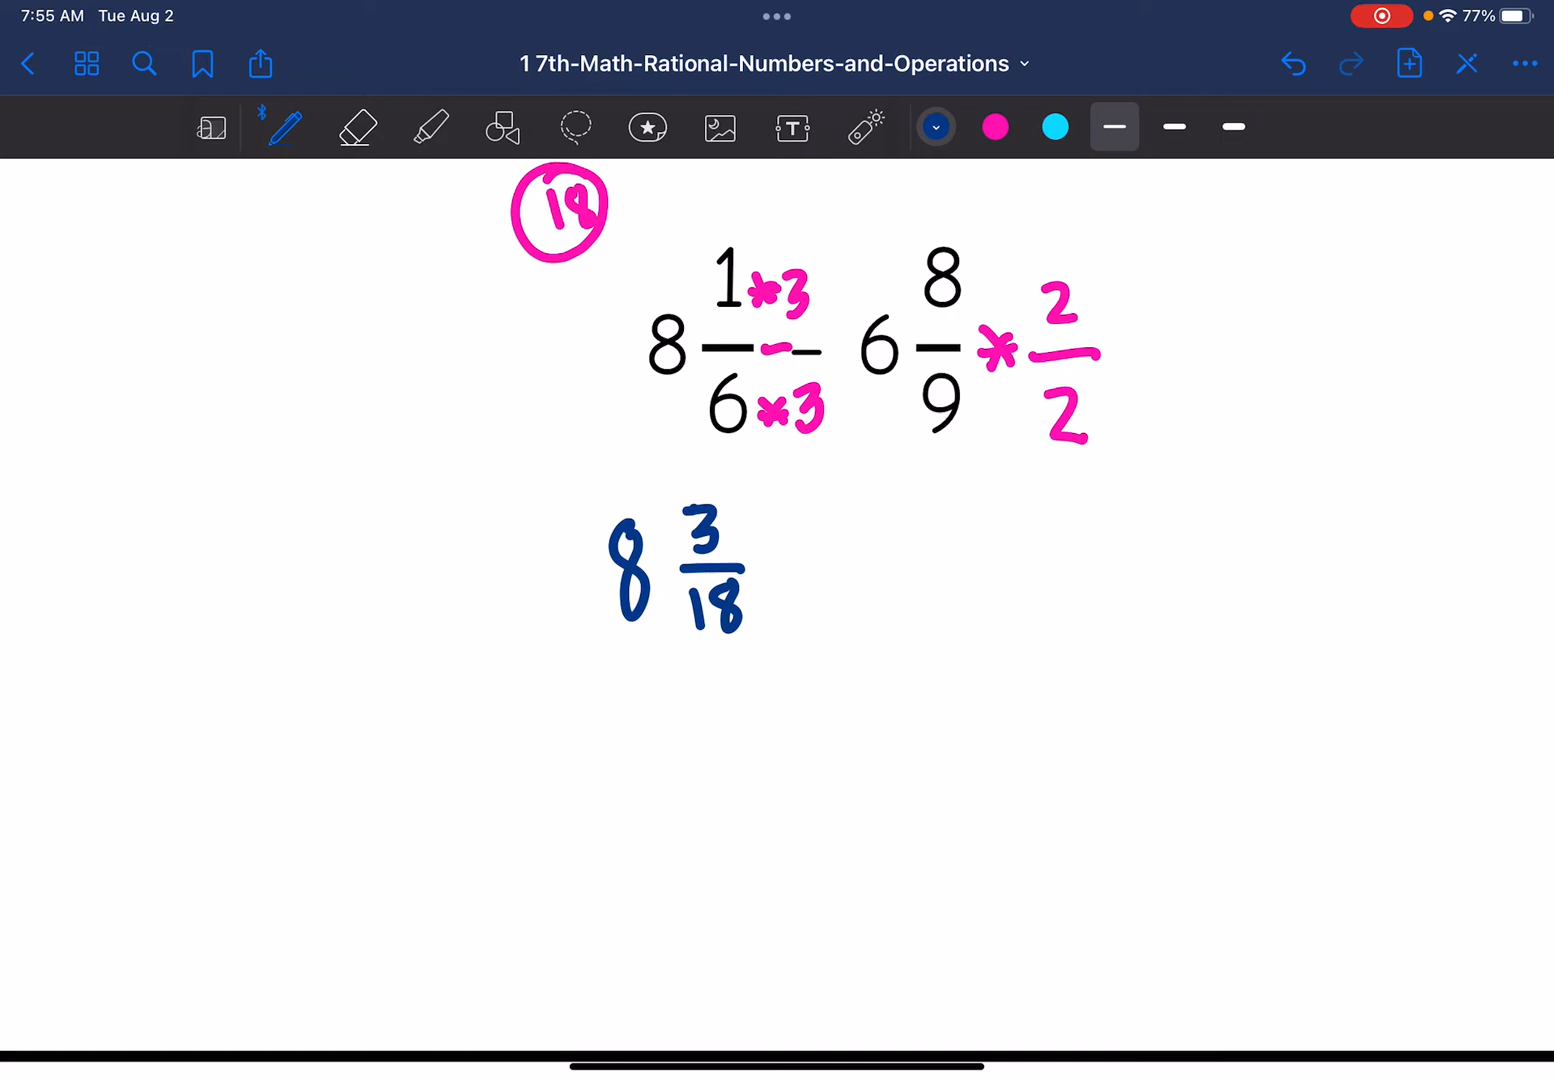 7:55 AM Tue Aug 2
77%
1 7th-Math-Rational-Numbers-and-Operations
T
18
8 1*3/6*3 − 6 8/9 * 2/2
8 3/18